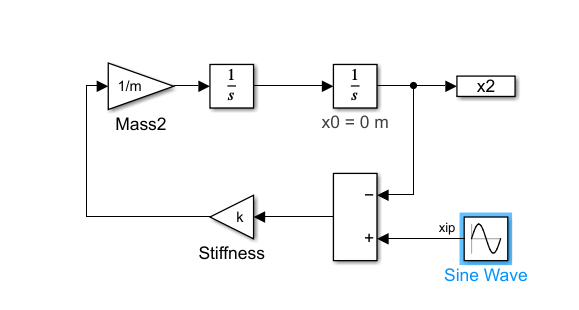 1/m
Mass2
1
s
1
s
x0 = 0 m
x2
k
Stiffness
−
+
xip
Sine Wave